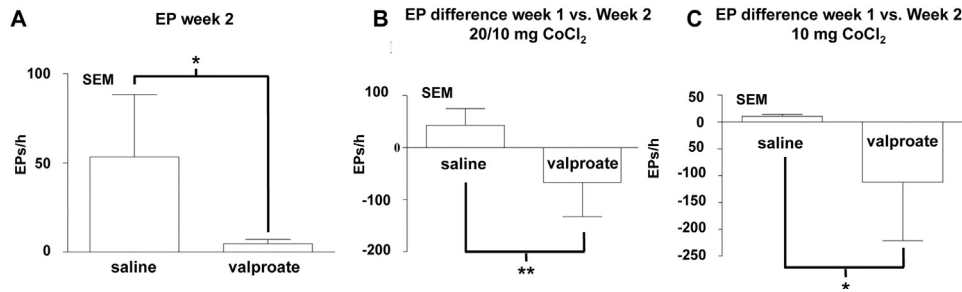 A
EP week 2
*
100
SEM
50
EPs/h
0
saline
valproate
B
EP difference week 1 vs. Week 2
20/10 mg CoCl₂
100
SEM
0
EPs/h
saline
valproate
-100
-200
**
C
EP difference week 1 vs. Week 2
10 mg CoCl₂
50
SEM
0
saline
valproate
-50
EPs/h
-100
-150
-200
-250
*